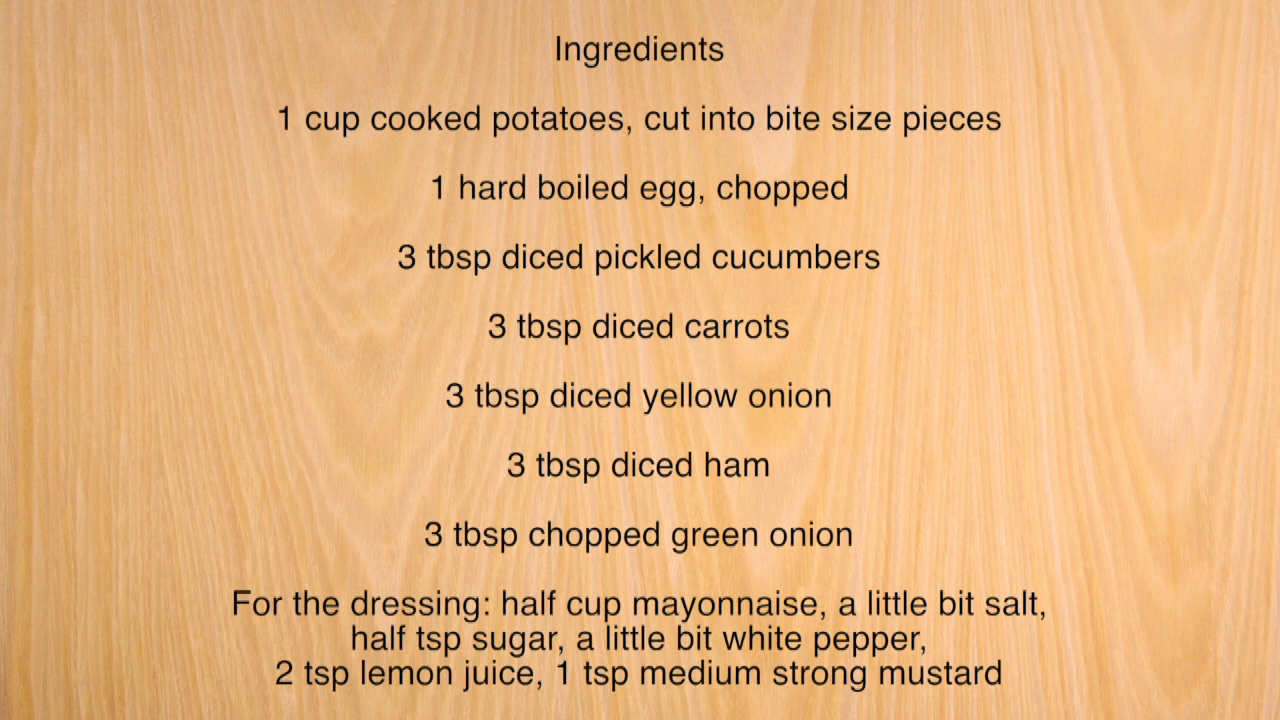 Ingredients
1 cup cooked potatoes, cut into bite size pieces
1 hard boiled egg, chopped
3 tbsp diced pickled cucumbers
3 tbsp diced carrots
3 tbsp diced yellow onion
3 tbsp diced ham
3 tbsp chopped green onion
For the dressing: half cup mayonnaise, a little bit salt,
half tsp sugar, a little bit white pepper,
2 tsp lemon juice, 1 tsp medium strong mustard